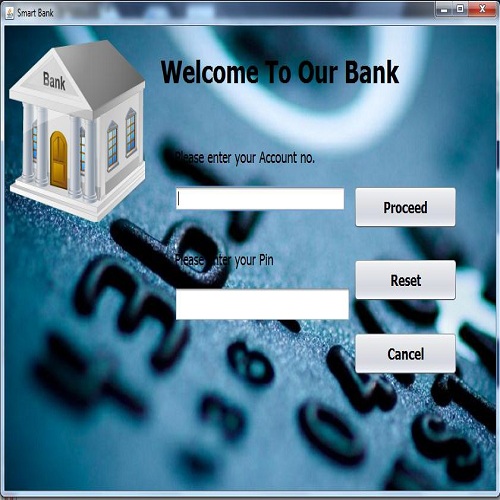 Smart Bank
Bank
Welcome To Our Bank
Please enter your Account no.
Proceed
Please enter your Pin
Reset
Cancel